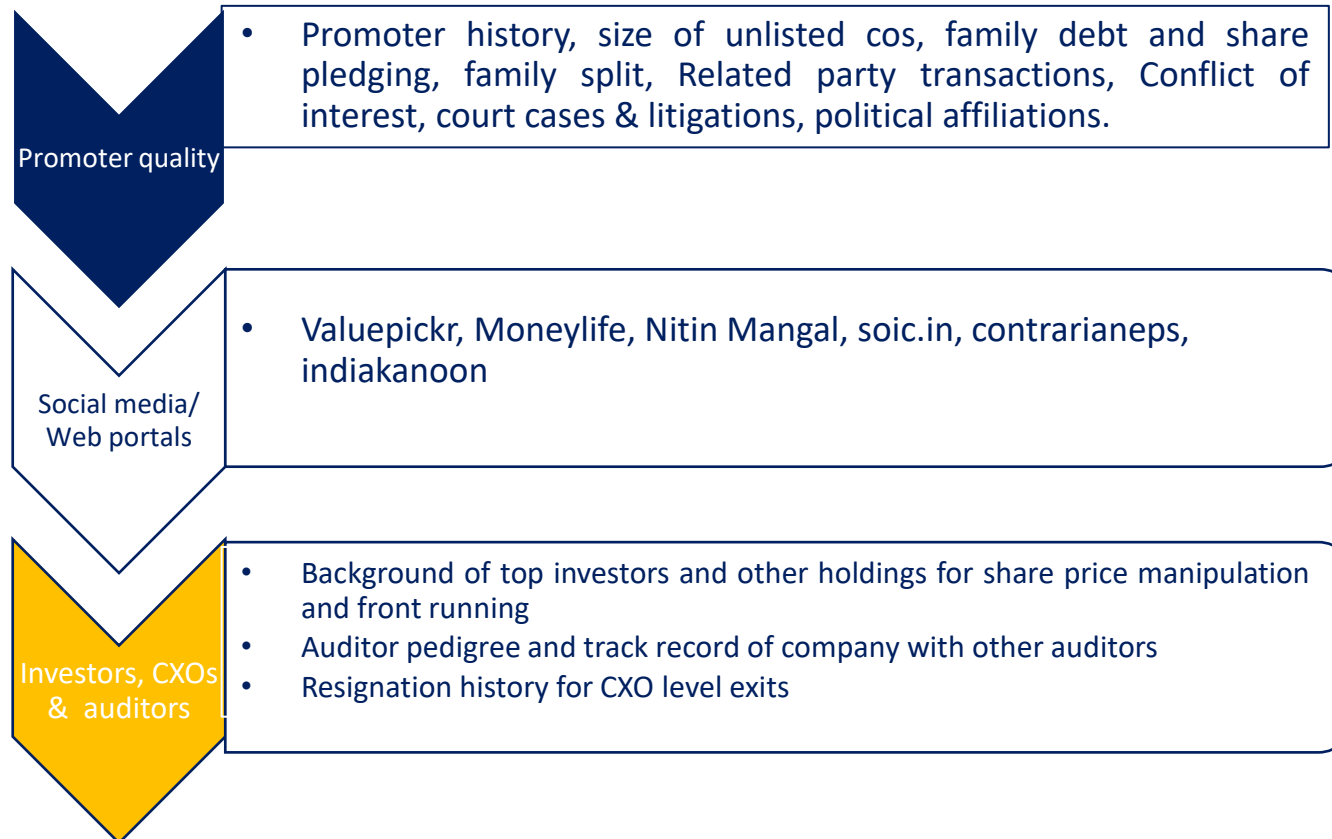 Promoter quality
• Promoter history, size of unlisted cos, family debt and share
pledging, family split, Related party transactions, Conflict of
interest, court cases & litigations, political affiliations.
Social media/
Web portals
• Valuepickr, Moneylife, Nitin Mangal, soic.in, contrarianeps,
indiakanoon
Investors, CXOs
& auditors
• Background of top investors and other holdings for share price manipulation
and front running
• Auditor pedigree and track record of company with other auditors
• Resignation history for CXO level exits